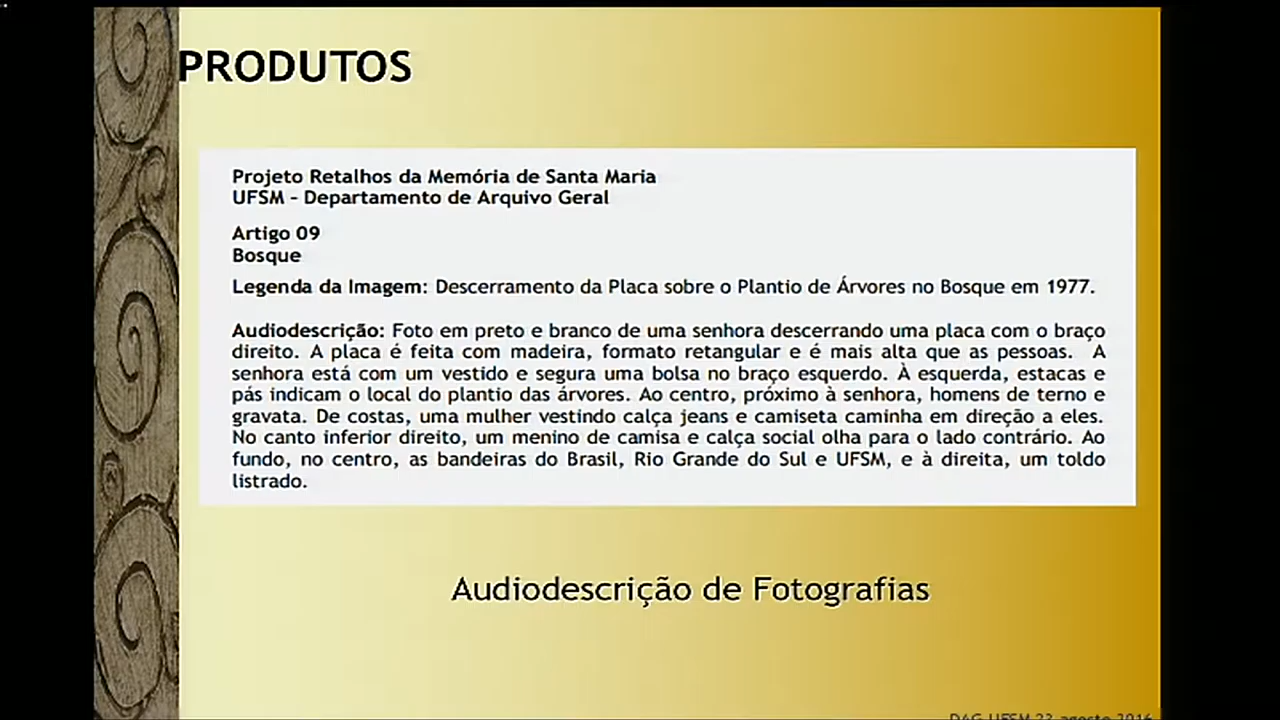 PRODUTOS
Projeto Retalhos da Memória de Santa Maria
UFSM – Departamento de Arquivo Geral
Artigo 09
Bosque
Legenda da Imagem: Descerramento da Placa sobre o Plantio de Árvores no Bosque em 1977.
Audiodescrição: Foto em preto e branco de uma senhora descerrando uma placa com o braço
direito. A placa é feita com madeira, formato retangular e é mais alta que as pessoas. A
senhora está com um vestido e segura uma bolsa no braço esquerdo. À esquerda, estacas e
pás indicam o local do plantio das árvores. Ao centro, próximo à senhora, homens de terno e
gravata. De costas, uma mulher vestindo calça jeans e camiseta caminha em direção a eles.
No canto inferior direito, um menino de camisa e calça social olha para o lado contrário. Ao
fundo, no centro, as bandeiras do Brasil, Rio Grande do Sul e UFSM, e à direita, um toldo
listrado.
Audiodescrição de Fotografias
DAG UFSM 23 agosto 2016